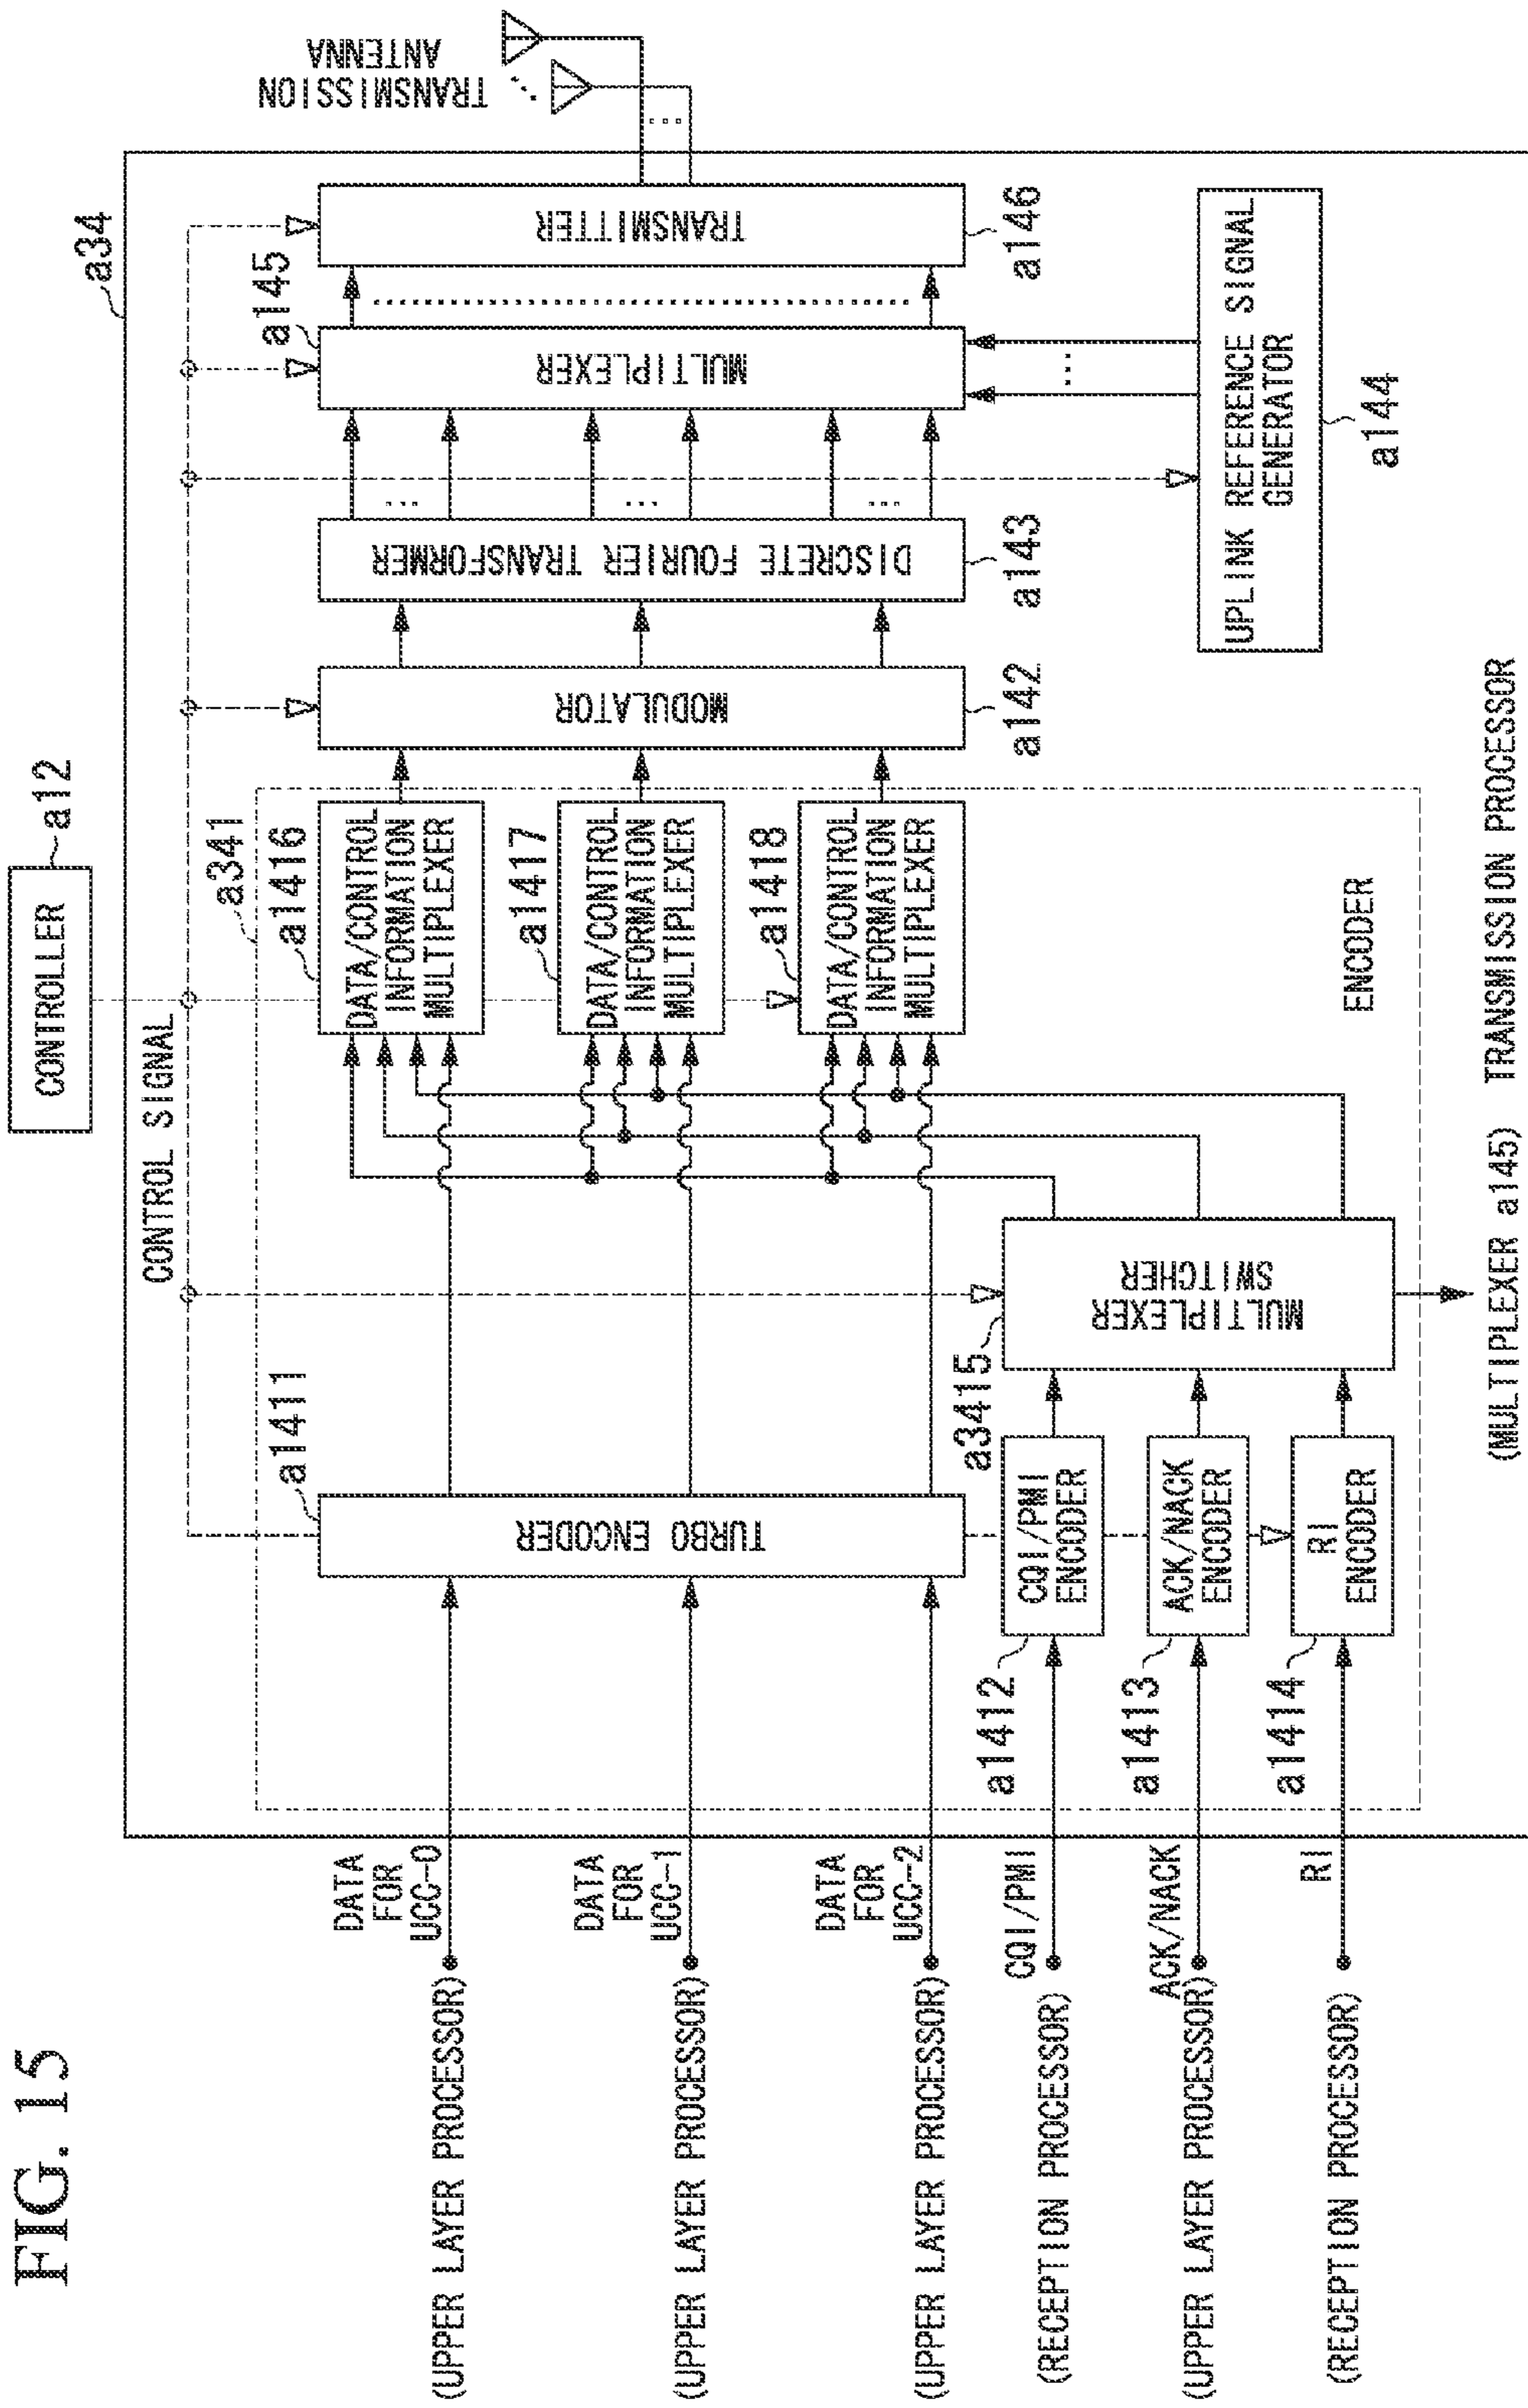 FIG. 15
CONTROLLER
a12
a34
CONTROL SIGNAL
a341
TRANSMISSION
ANTENNA
(UPPER LAYER PROCESSOR)
DATA
FOR
UCC-0
(UPPER LAYER PROCESSOR)
DATA
FOR
UCC-1
(UPPER LAYER PROCESSOR)
DATA
FOR
UCC-2
(RECEPTION PROCESSOR)
CQI/PMI
(UPPER LAYER PROCESSOR)
ACK/NACK
(RECEPTION PROCESSOR)
RI
a1411
TURBO ENCODER
a1412
CQI/PMI
ENCODER
a1413
ACK/NACK
ENCODER
a1414
RI
ENCODER
a3415
MULTIPLEXER
SWITCHER
a1416
DATA/CONTROL
INFORMATION
MULTIPLEXER
a1417
DATA/CONTROL
INFORMATION
MULTIPLEXER
a1418
DATA/CONTROL
INFORMATION
MULTIPLEXER
ENCODER
MODULATOR
a142
DISCRETE FOURIER TRANSFORMER
a143
a145
MULTIPLEXER
TRANSMITTER
a146
UPLINK REFERENCE SIGNAL
GENERATOR
a144
(MULTIPLEXER a145)
TRANSMISSION PROCESSOR